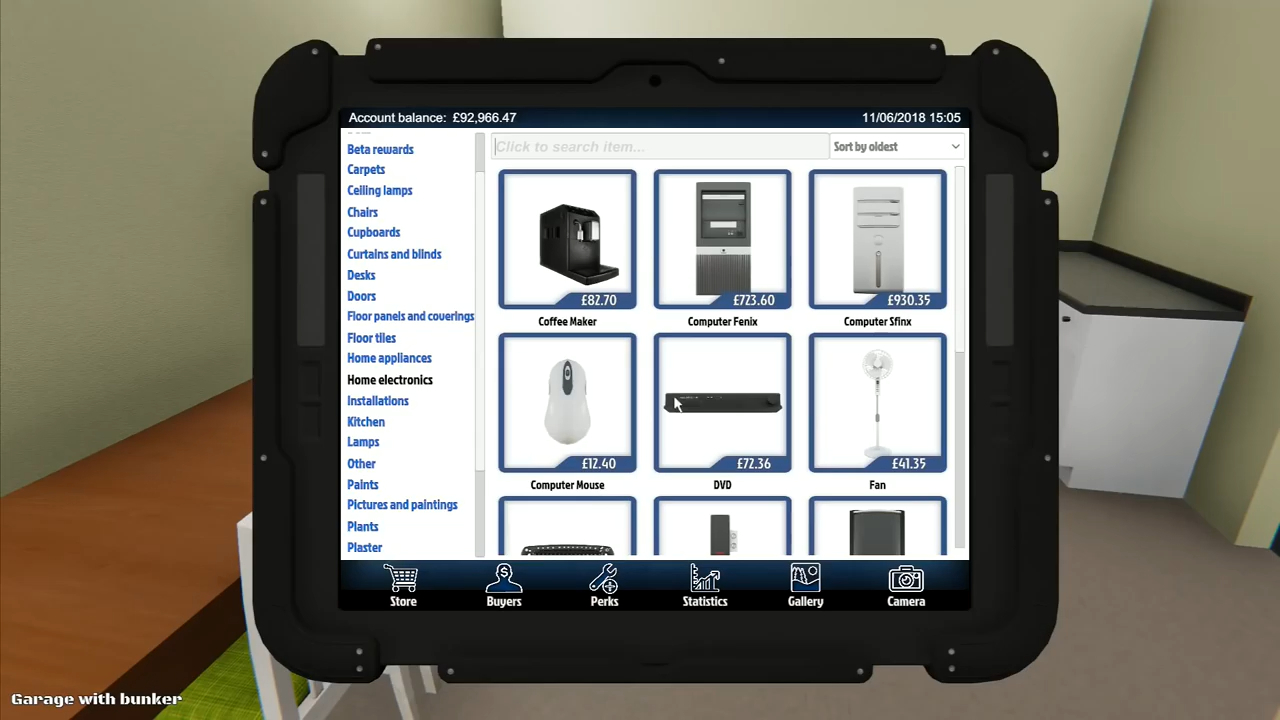 Account balance: £92,966.47
11/06/2018 15:05
Beta rewards
Carpets
Ceiling lamps
Chairs
Cupboards
Curtains and blinds
Desks
Doors
Floor panels and coverings
Floor tiles
Home appliances
Home electronics
Installations
Kitchen
Lamps
Other
Paints
Pictures and paintings
Plants
Plaster
Click to search item...
Sort by oldest
£82.70
£723.60
£930.35
Coffee Maker
Computer Fenix
Computer Sfinx
£12.40
£72.36
£41.35
Computer Mouse
DVD
Fan
Store
Buyers
Perks
Statistics
Gallery
Camera
Garage with bunker